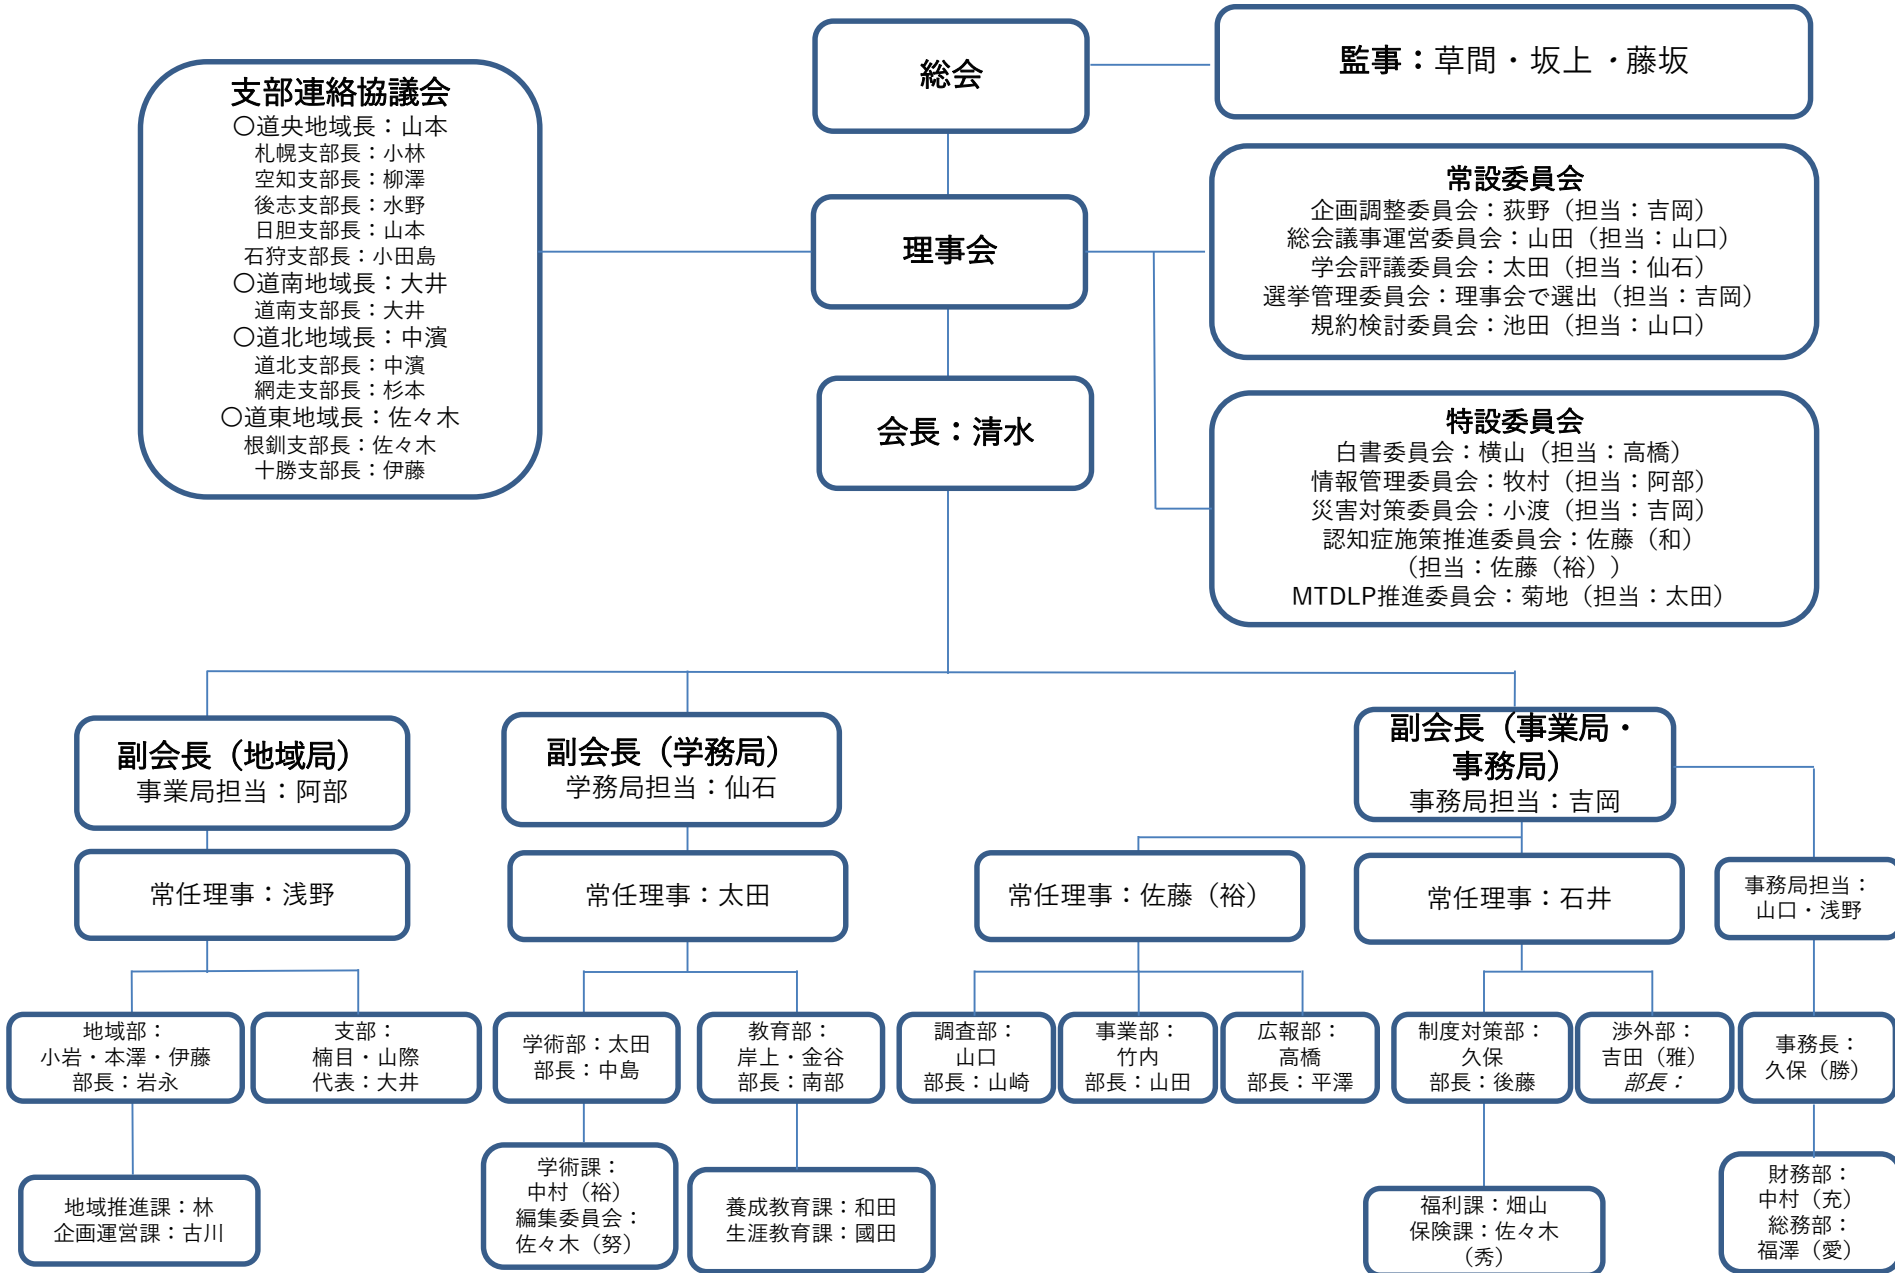 総会
監事：草間・坂上・藤坂
支部連絡協議会
〇道央地域長：山本
札幌支部長：小林
空知支部長：柳澤
後志支部長：水野
日胆支部長：山本
石狩支部長：小田島
〇道南地域長：大井
道南支部長：大井
〇道北地域長：中濱
道北支部長：中濱
網走支部長：杉本
〇道東地域長：佐々木
根釧支部長：佐々木
十勝支部長：伊藤
理事会
常設委員会
企画調整委員会：荻野（担当：吉岡）
総会議事運営委員会：山田（担当：山口）
学会評議委員会：太田（担当：仙石）
選挙管理委員会：理事会で選出（担当：吉岡）
規約検討委員会：池田（担当：山口）
会長：清水
特設委員会
白書委員会：横山（担当：高橋）
情報管理委員会：牧村（担当：阿部）
災害対策委員会：小渡（担当：吉岡）
認知症施策推進委員会：佐藤（和）
（担当：佐藤（裕））
MTDLP推進委員会：菊地（担当：太田）
副会長（地域局）
事業局担当：阿部
副会長（学務局）
学務局担当：仙石
副会長（事業局・
事務局）
事務局担当：吉岡
常任理事：浅野
常任理事：太田
常任理事：佐藤（裕）
常任理事：石井
事務局担当：
山口・浅野
地域部：
小岩・本澤・伊藤
部長：岩永
支部：
楠目・山際
代表：大井
学術部：太田
部長：中島
教育部：
岸上・金谷
部長：南部
調査部：
山口
部長：山崎
事業部：
竹内
部長：山田
広報部：
高橋
部長：平澤
制度対策部：
久保
部長：後藤
渉外部：
吉田（雅）
部長：
事務長：
久保（勝）
地域推進課：林
企画運営課：古川
学術課：
中村（裕）
編集委員会：
佐々木（努）
養成教育課：和田
生涯教育課：國田
福利課：畑山
保険課：佐々木
（秀）
財務部：
中村（充）
総務部：
福澤（愛）